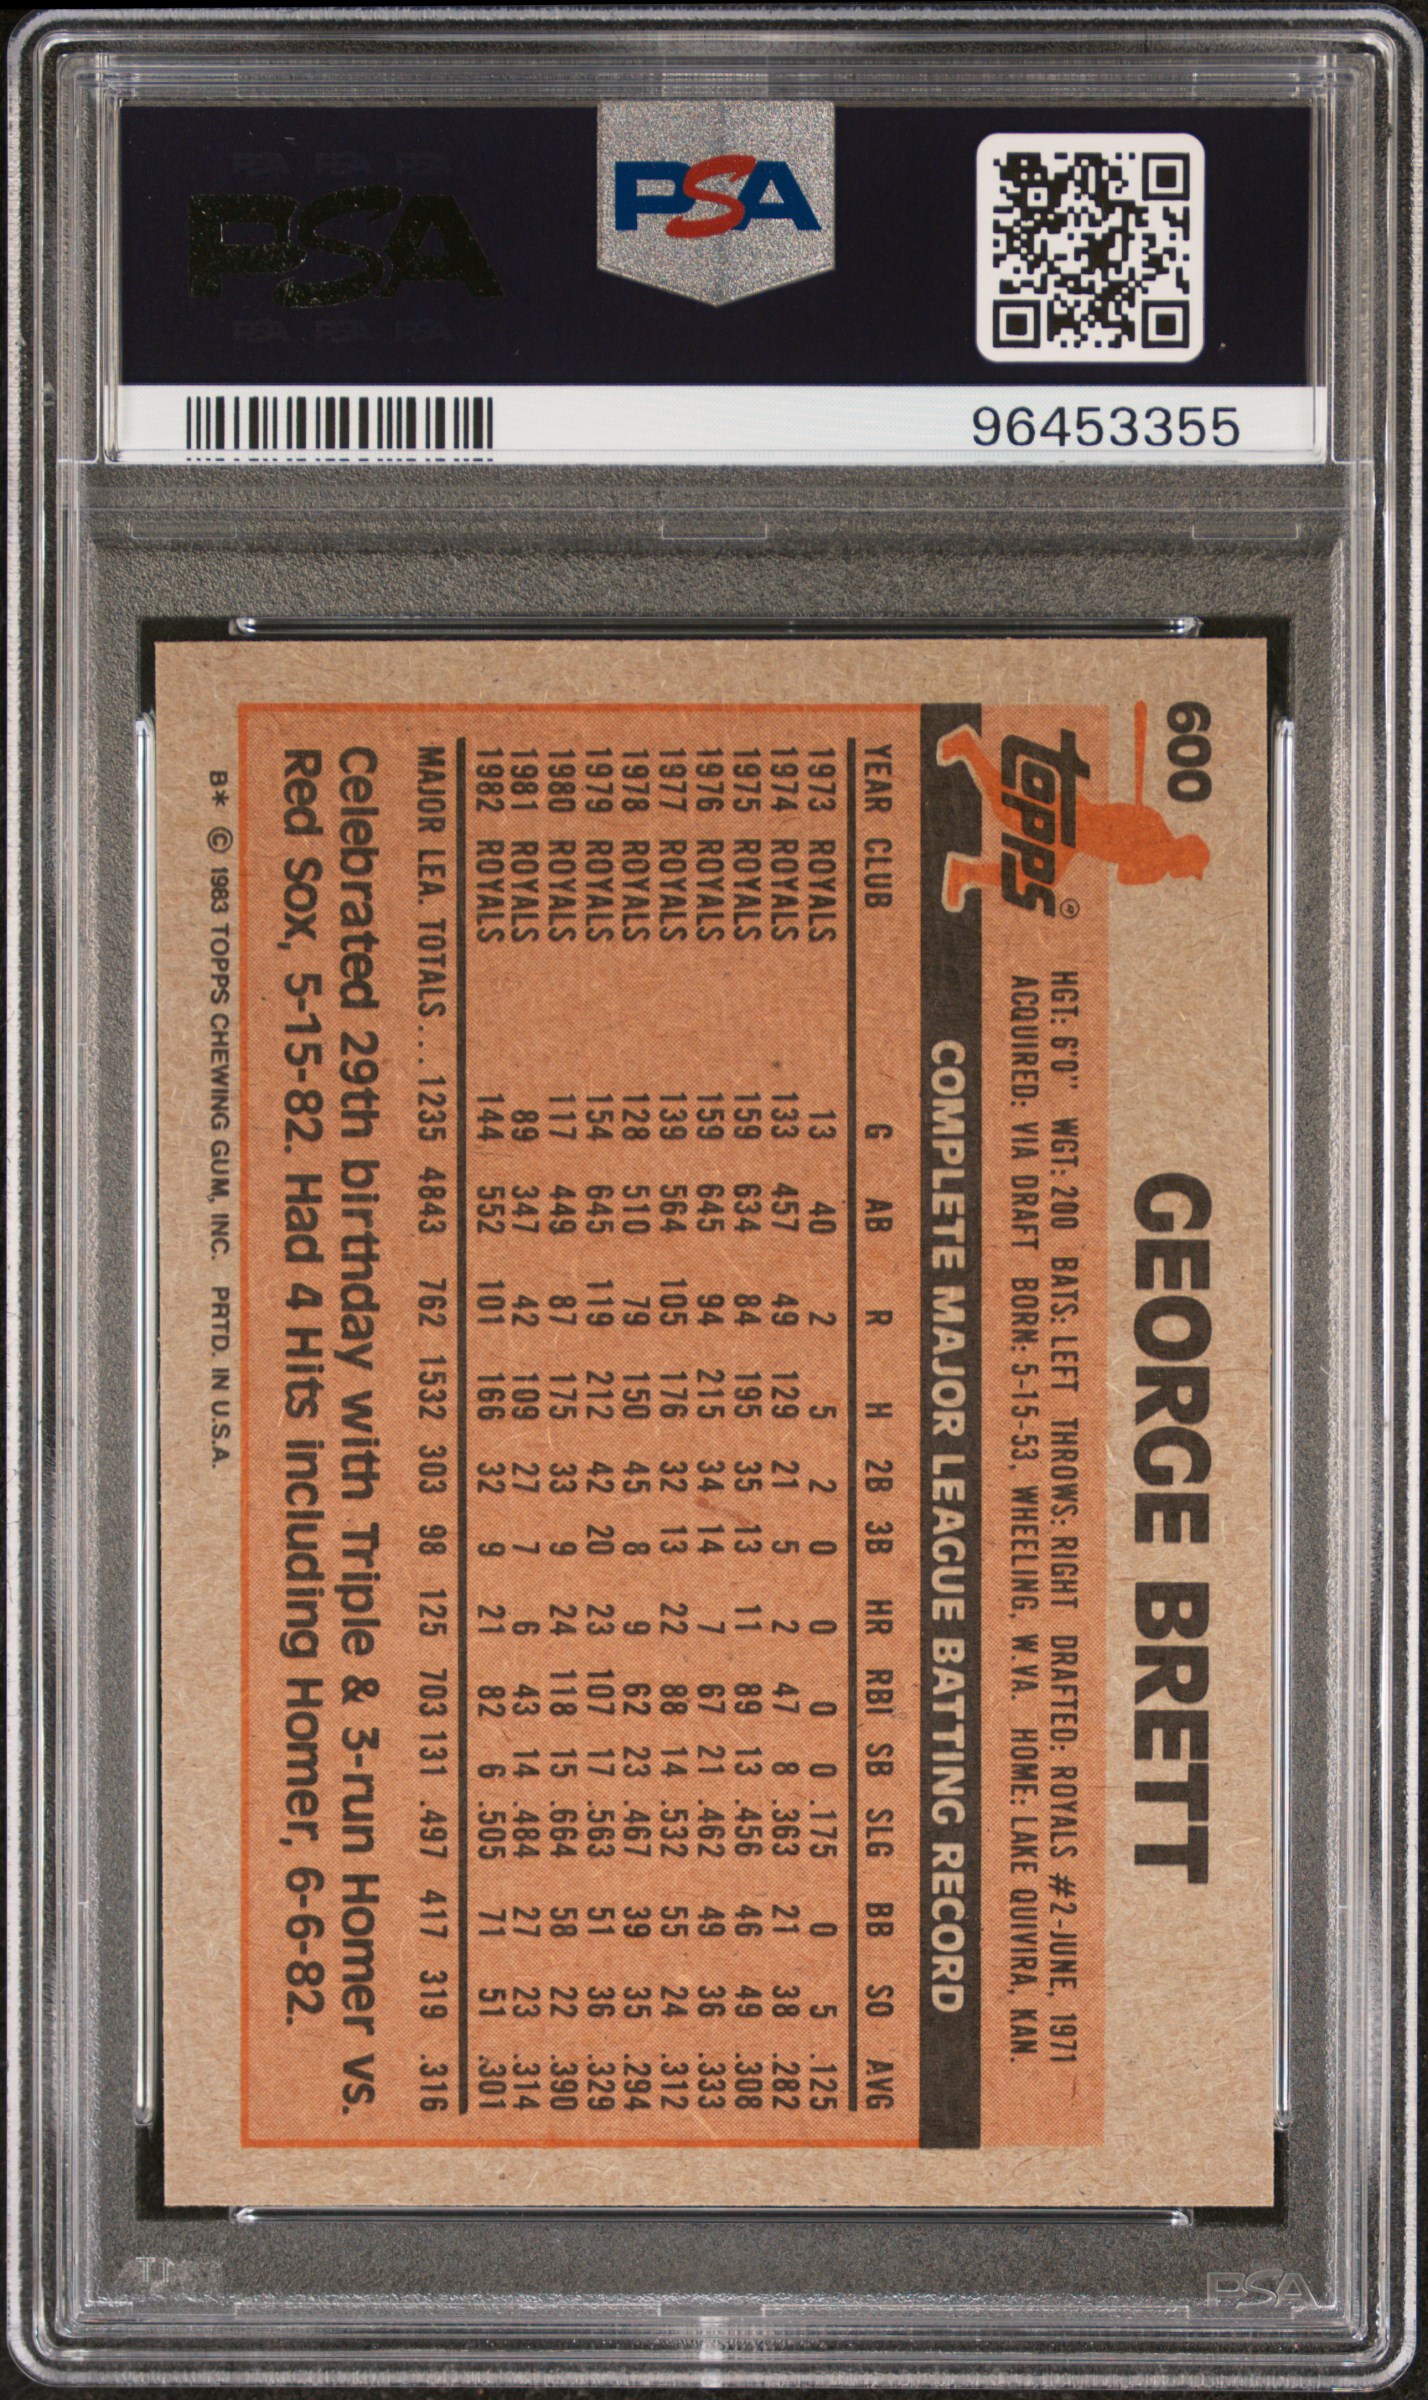 PSA PSA PSA
PSA
PSA PSA PSA
PSA
96453355
600
GEORGE BRETT
Topps®
HGT: 6'0" WGT: 200 BATS: LEFT THROWS: RIGHT DRAFTED: ROYALS #2-JUNE, 1971
ACQUIRED: VIA DRAFT BORN: 5-15-53, WHEELING, W.VA. HOME: LAKE QUIVIRA, KAN.
COMPLETE MAJOR LEAGUE BATTING RECORD
YEAR CLUB G AB R H 2B 3B HR RBI SB SLG BB SO AVG
1973 ROYALS 13 40 2 5 2 0 0 0 0 .175 0 5 .125
1974 ROYALS 133 457 49 129 21 5 2 47 8 .363 21 38 .282
1975 ROYALS 159 634 84 195 35 13 11 89 13 .456 46 49 .308
1976 ROYALS 159 645 94 215 34 14 7 67 21 .462 49 36 .333
1977 ROYALS 139 564 105 176 32 13 22 88 14 .532 55 24 .312
1978 ROYALS 128 510 79 150 45 8 9 62 23 .467 39 35 .294
1979 ROYALS 154 645 119 212 42 20 23 107 17 .563 51 36 .329
1980 ROYALS 117 449 87 175 33 9 24 118 15 .664 58 22 .390
1981 ROYALS 89 347 42 109 27 7 6 43 14 .484 27 23 .314
1982 ROYALS 144 552 101 166 32 9 21 82 6 .505 71 51 .301
MAJOR LEA. TOTALS... 1235 4843 762 1532 303 98 125 703 131 .497 417 319 .316
Celebrated 29th birthday with Triple & 3-run Homer vs.
Red Sox, 5-15-82. Had 4 Hits including Homer, 6-6-82.
B* © 1983 TOPPS CHEWING GUM, INC. PRTD. IN U.S.A.
PSA